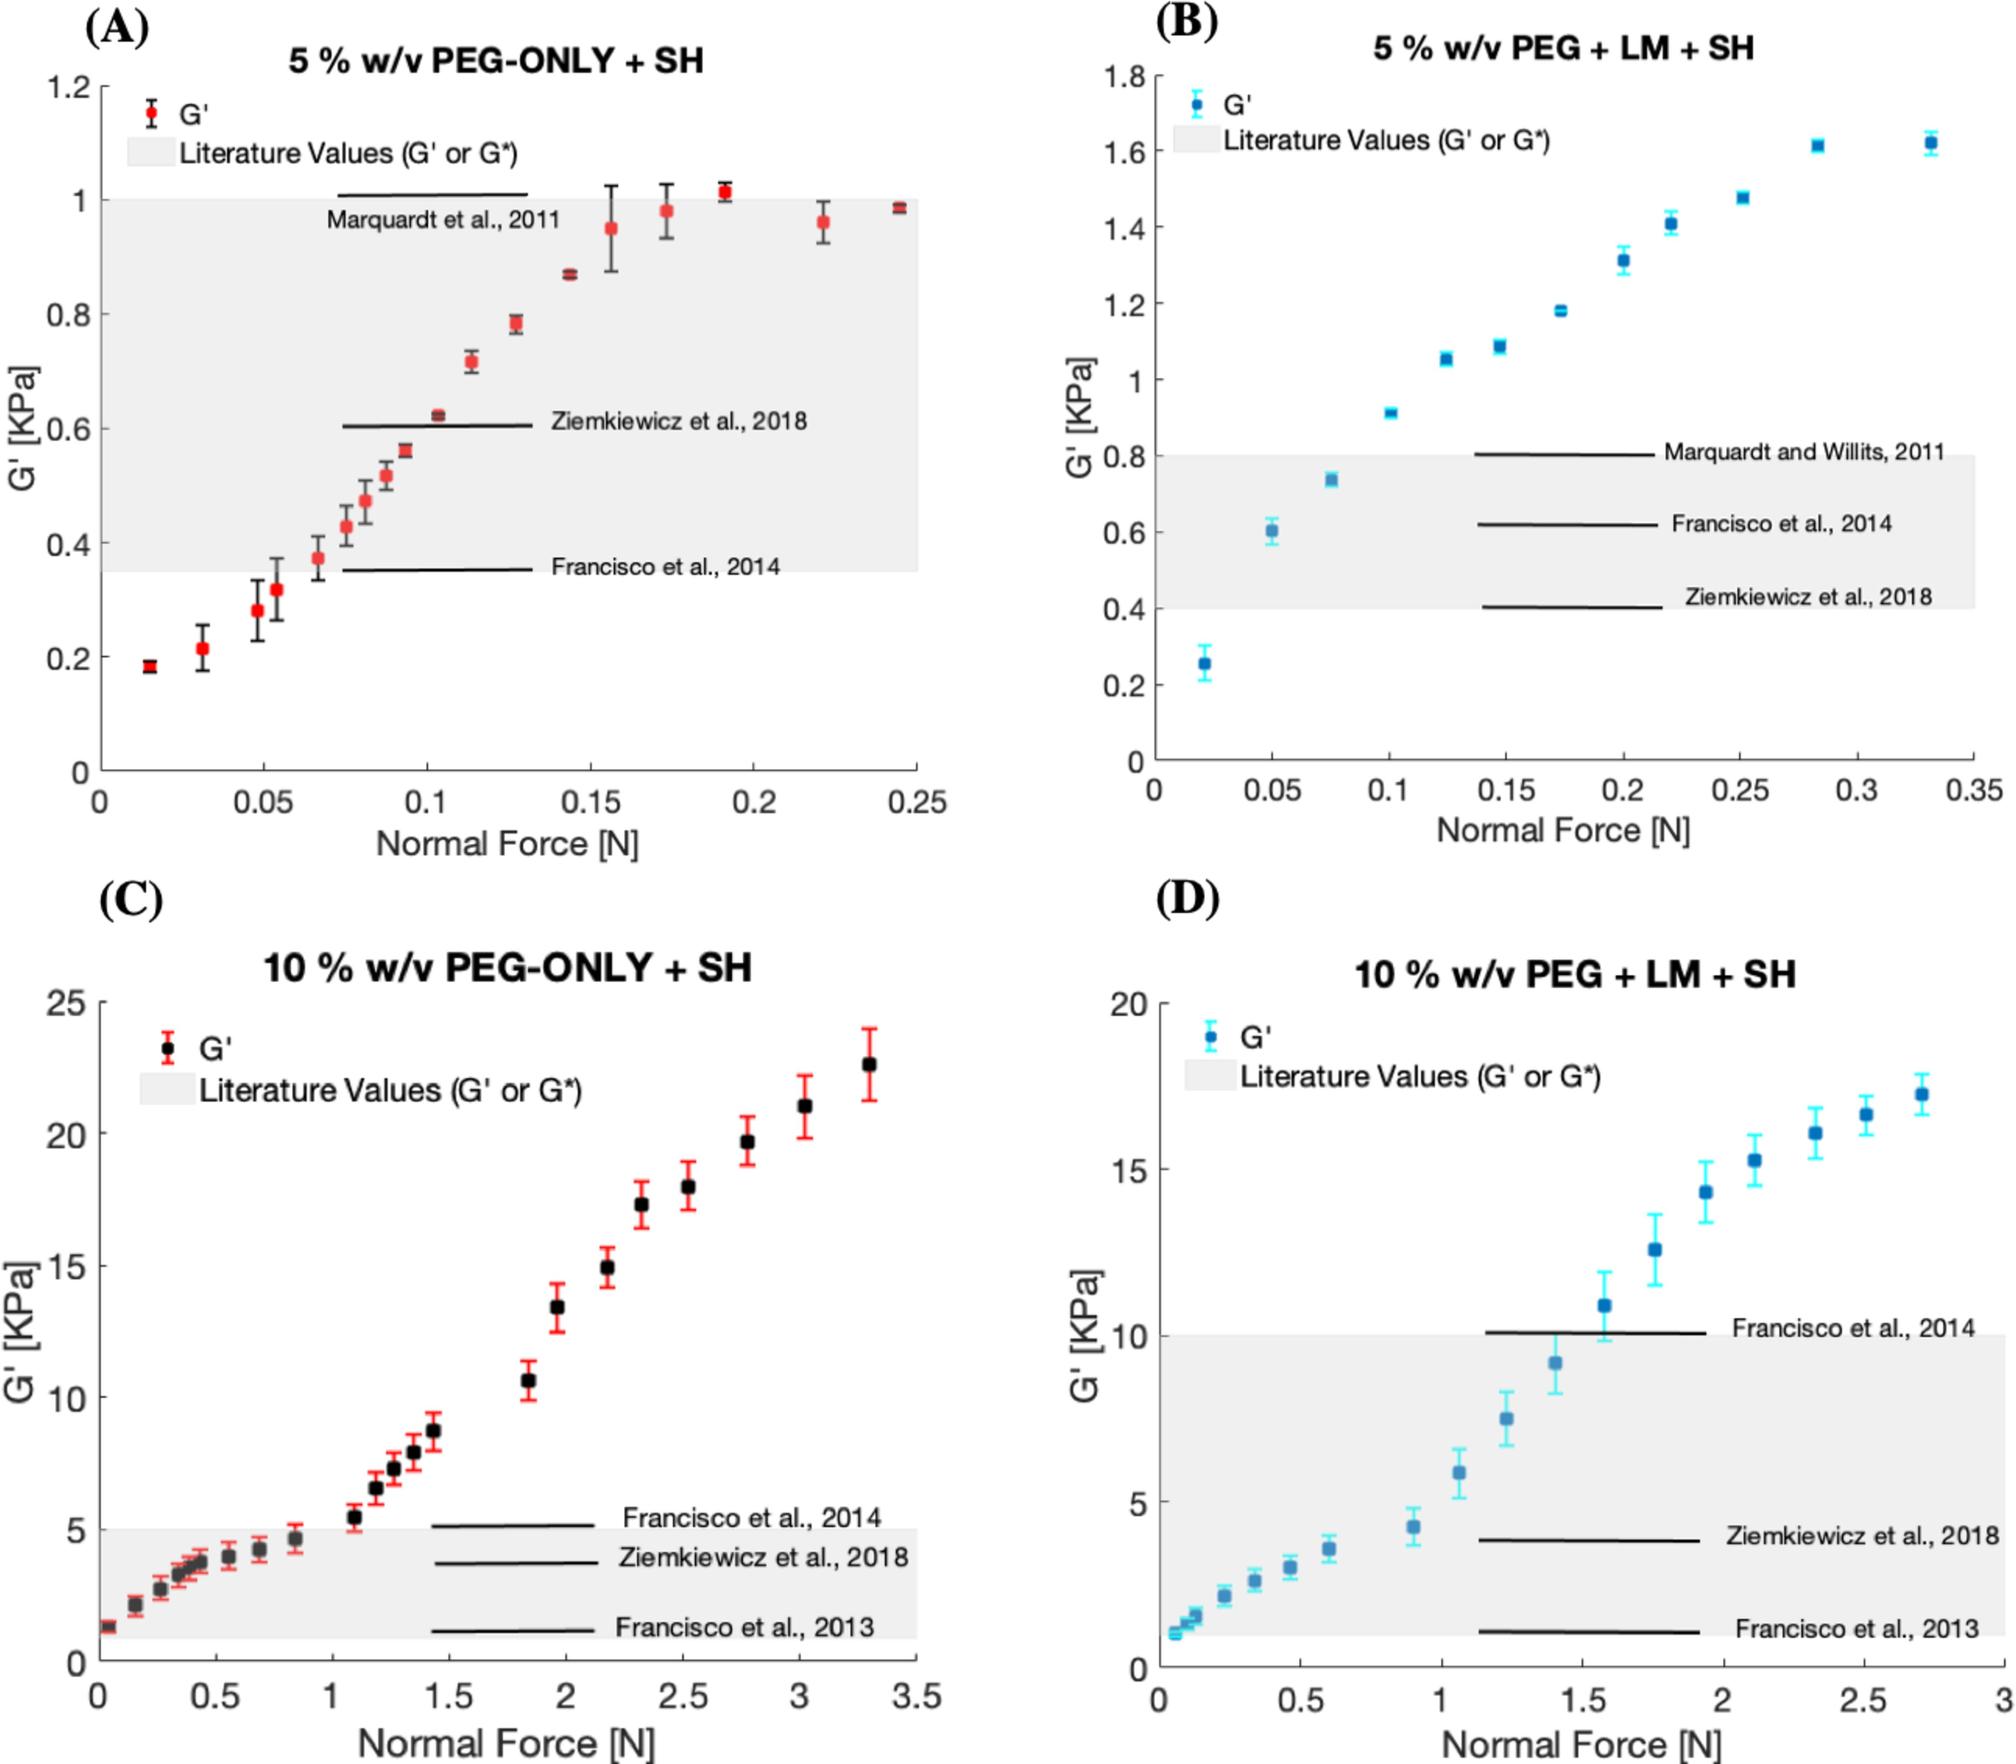 (A)
5 % w/v PEG-ONLY + SH
1.2
G'
Literature Values (G' or G*)
1
Marquardt et al., 2011
0.8
Ziemkiewicz et al., 2018
0.6
G' [KPa]
0.4
Francisco et al., 2014
0.2
0
0 0.05 0.1 0.15 0.2 0.25
Normal Force [N]
(B)
5 % w/v PEG + LM + SH
1.8
G'
Literature Values (G' or G*)
1.6
1.4
1.2
1
G' [KPa]
0.8
Marquardt and Willits, 2011
0.6
Francisco et al., 2014
0.4
Ziemkiewicz et al., 2018
0.2
0
0 0.05 0.1 0.15 0.2 0.25 0.3 0.35
Normal Force [N]
(C)
10 % w/v PEG-ONLY + SH
25
G'
Literature Values (G' or G*)
20
15
G' [KPa]
10
5
Francisco et al., 2014
Ziemkiewicz et al., 2018
Francisco et al., 2013
0
0 0.5 1 1.5 2 2.5 3 3.5
Normal Force [N]
(D)
10 % w/v PEG + LM + SH
20
G'
Literature Values (G' or G*)
15
G' [KPa]
10
Francisco et al., 2014
5
Ziemkiewicz et al., 2018
Francisco et al., 2013
0
0 0.5 1 1.5 2 2.5 3
Normal Force [N]